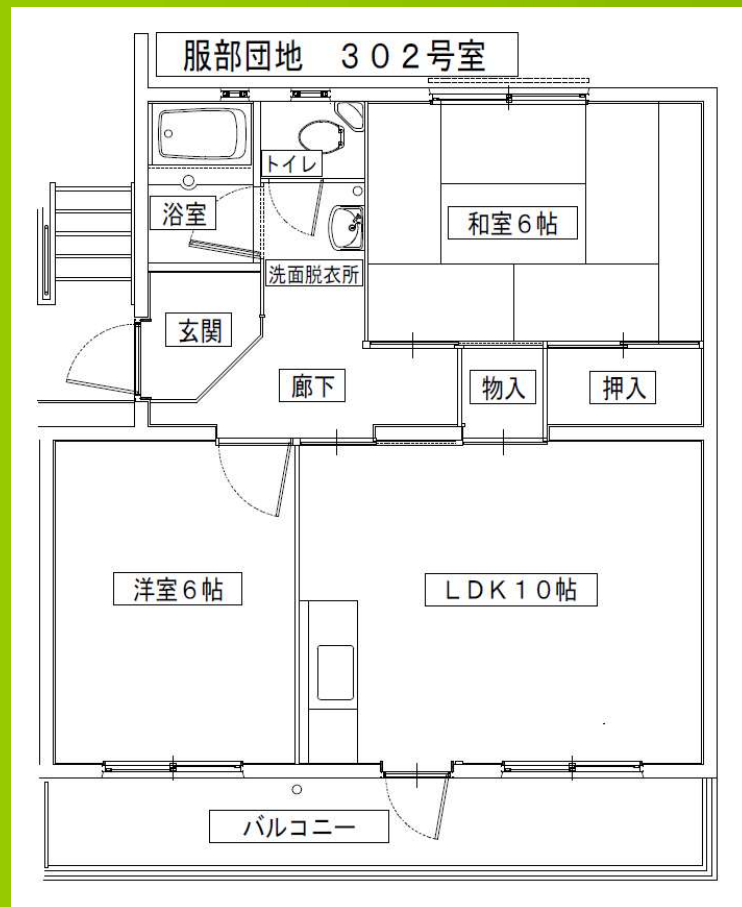 服部団地　３０２号室
トイレ
浴室
和室６帖
洗面脱衣所
玄関
廊下
物入
押入
洋室６帖
ＬＤＫ１０帖
バルコニー